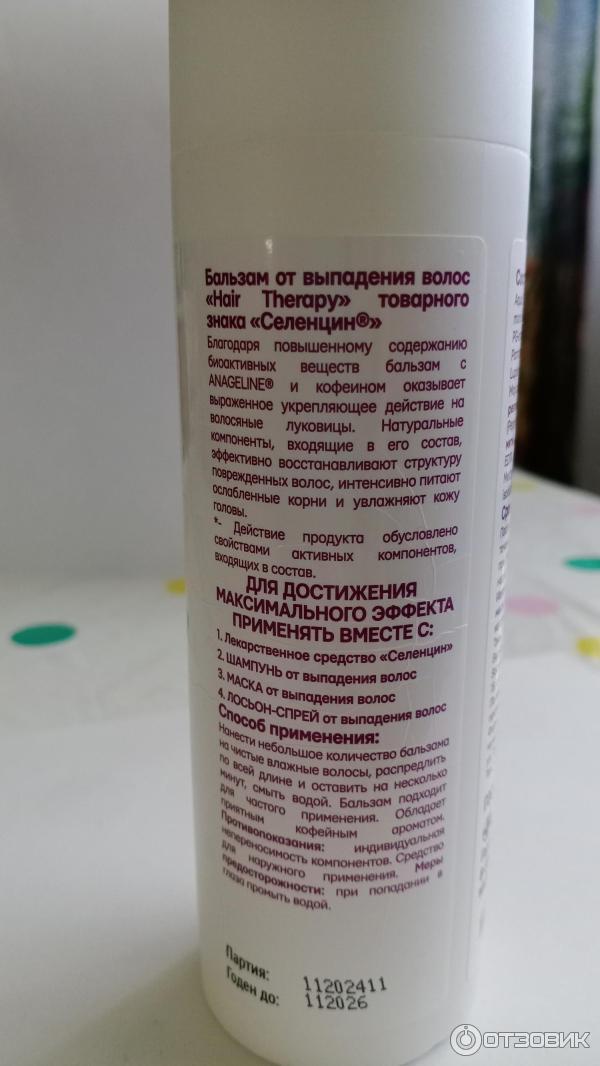 Бальзам от выпадения волос
«Hair Therapy» товарного
знака «Селенцин®»
Благодаря повышенному содержанию
биоактивных веществ бальзам с
ANAGELINE® и кофеином оказывает
выраженное укрепляющее действие на
волосяные луковицы. Натуральные
компоненты, входящие в его состав,
эффективно восстанавливают структуру
поврежденных волос, интенсивно питают
ослабленные корни и увлажняют кожу
головы.
*- Действие продукта обусловлено
свойствами активных компонентов,
входящих в состав.
ДЛЯ ДОСТИЖЕНИЯ
МАКСИМАЛЬНОГО ЭФФЕКТА
ПРИМЕНЯТЬ ВМЕСТЕ С:
1. Лекарственное средство «Селенцин»
2. ШАМПУНЬ от выпадения волос
3. МАСКА от выпадения волос
4. ЛОСЬОН-СПРЕЙ от выпадения волос
Способ применения:
Нанести небольшое количество бальзама
на чистые влажные волосы, распредлить
по всей длине и оставить на несколько
минут, смыть водой. Бальзам подходит
для частого применения. Обладает
приятным кофейным ароматом.
Противопоказания: индивидуальная
непереносимость компонентов. Средство
для наружного применения. Меры
предосторожности: при попадании в
глаза промыть водой.
Партия: 11202411
Годен до: 112026
ОТЗОВИК